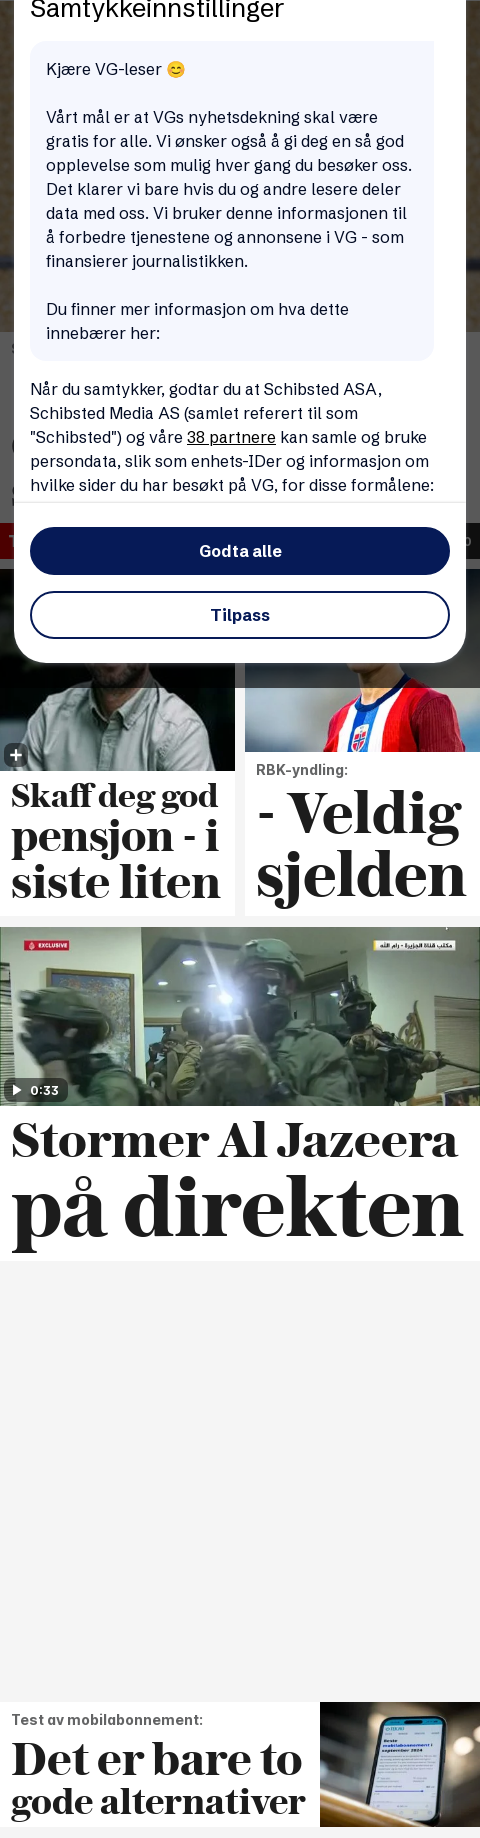 Samtykkeinnstillinger
Kjære VG-leser 😊
Vårt mål er at VGs nyhetsdekning skal være
gratis for alle. Vi ønsker også å gi deg en så god
opplevelse som mulig hver gang du besøker oss.
Det klarer vi bare hvis du og andre lesere deler
data med oss. Vi bruker denne informasjonen til
å forbedre tjenestene og annonsene i VG - som
finansierer journalistikken.
Du finner mer informasjon om hva dette
innebærer her:
Når du samtykker, godtar du at Schibsted ASA,
Schibsted Media AS (samlet referert til som
"Schibsted") og våre 38 partnere kan samle og bruke
persondata, slik som enhets-IDer og informasjon om
hvilke sider du har besøkt på VG, for disse formålene:
Godta alle
Tilpass
Skaff deg god
pensjon - i
siste liten
RBK-yndling:
- Veldig
sjelden
EXCLUSIVE
مكتب قناة الجزيرة - رام الله
0:33
Stormer Al Jazeera
på direkten
Test av mobilabonnement:
Det er bare to
gode alternativer
Beste
mobilabonnement i
september 2024